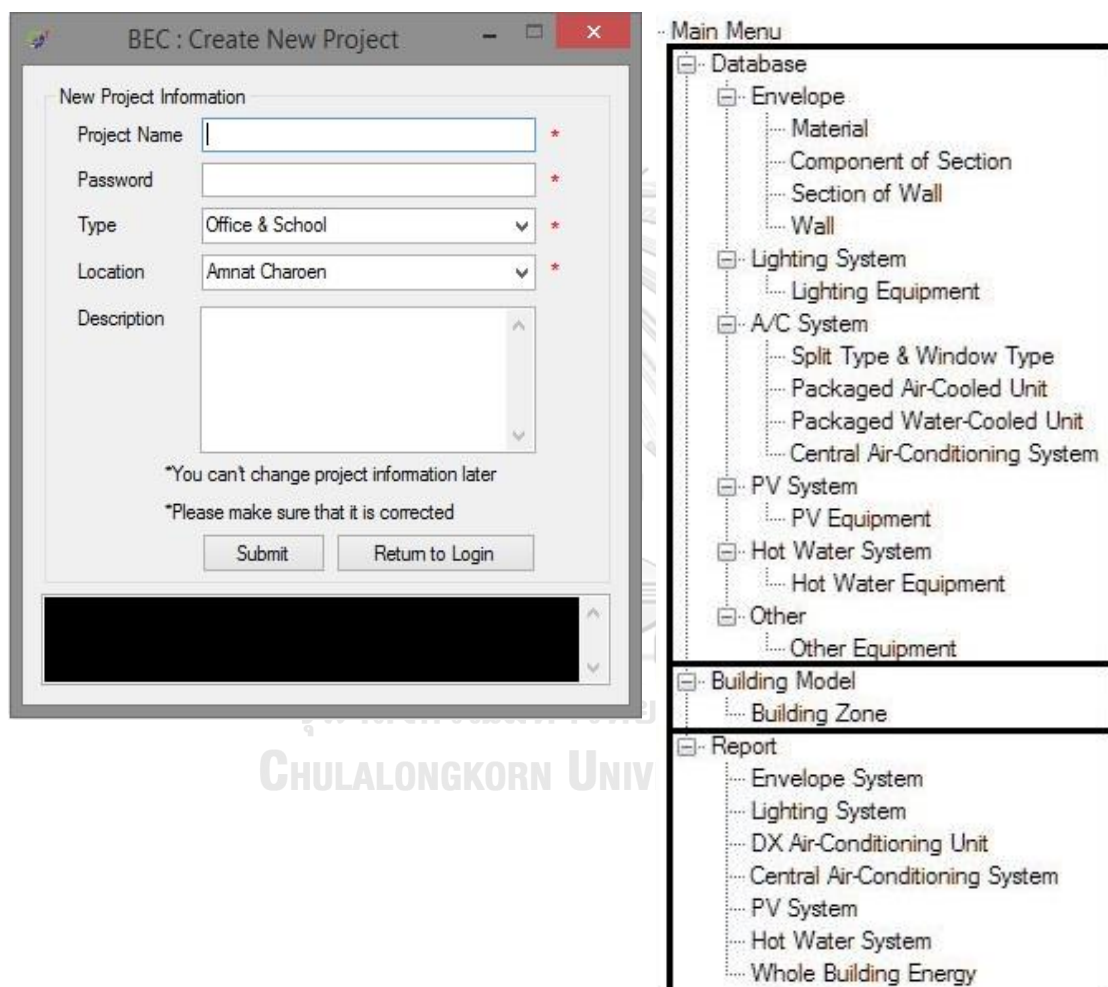 BEC : Create New Project
New Project Information
Project Name *
Password *
Type Office & School *
Location Amnat Charoen *
Description
*You can't change project information later
*Please make sure that it is corrected
Submit Return to Login
CHULALONGKORN UNIV
Main Menu
Database
Envelope
Material
Component of Section
Section of Wall
Wall
Lighting System
Lighting Equipment
A/C System
Split Type & Window Type
Packaged Air-Cooled Unit
Packaged Water-Cooled Unit
Central Air-Conditioning System
PV System
PV Equipment
Hot Water System
Hot Water Equipment
Other
Other Equipment
Building Model
Building Zone
Report
Envelope System
Lighting System
DX Air-Conditioning Unit
Central Air-Conditioning System
PV System
Hot Water System
Whole Building Energy